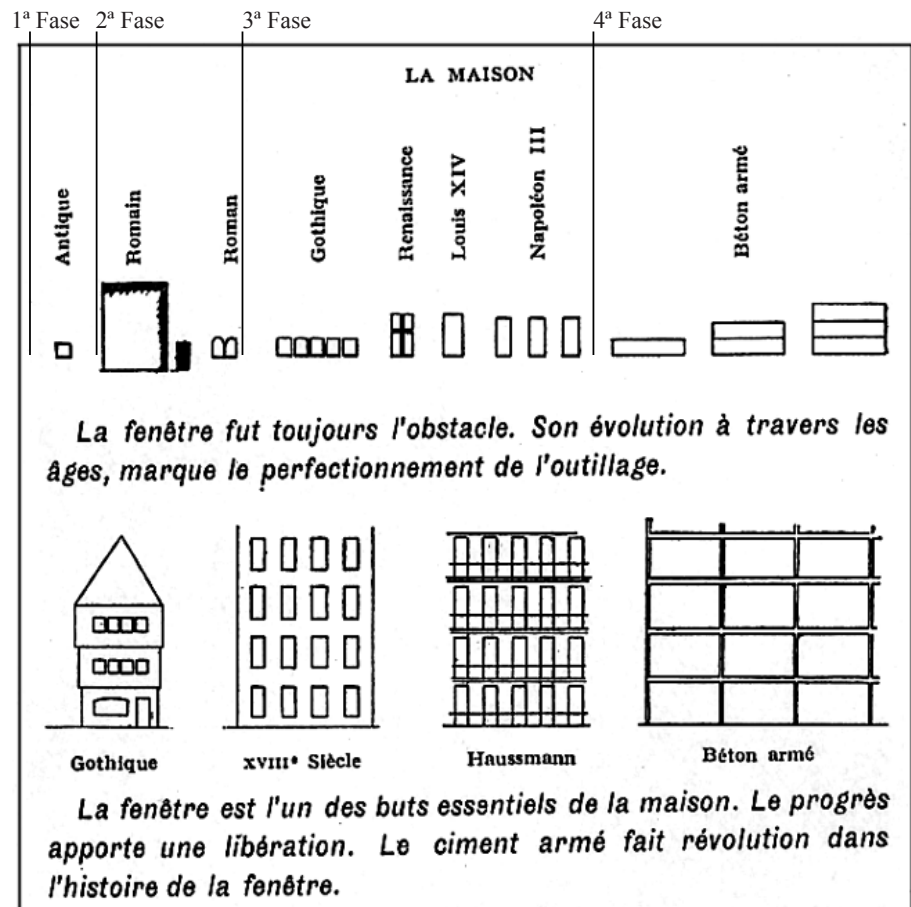 1ª Fase 2ª Fase 3ª Fase 4ª Fase
LA MAISON
Antique
Romain
Roman
Gothique
Renaissance
Louis XIV
Napoléon III
Béton armé
La fenêtre fut toujours l'obstacle. Son évolution à travers les
âges, marque le perfectionnement de l'outillage.
Gothique
XVIIIᵉ Siècle
Haussmann
Béton armé
La fenêtre est l'un des buts essentiels de la maison. Le progrès
apporte une libération. Le ciment armé fait révolution dans
l'histoire de la fenêtre.